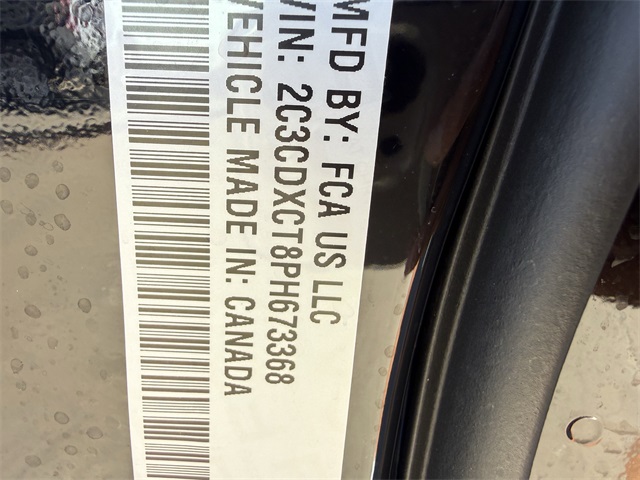 MFD BY: FCA US LLC
VIN: 2C3CDXCT8PH673368
VEHICLE MADE IN: CANADA